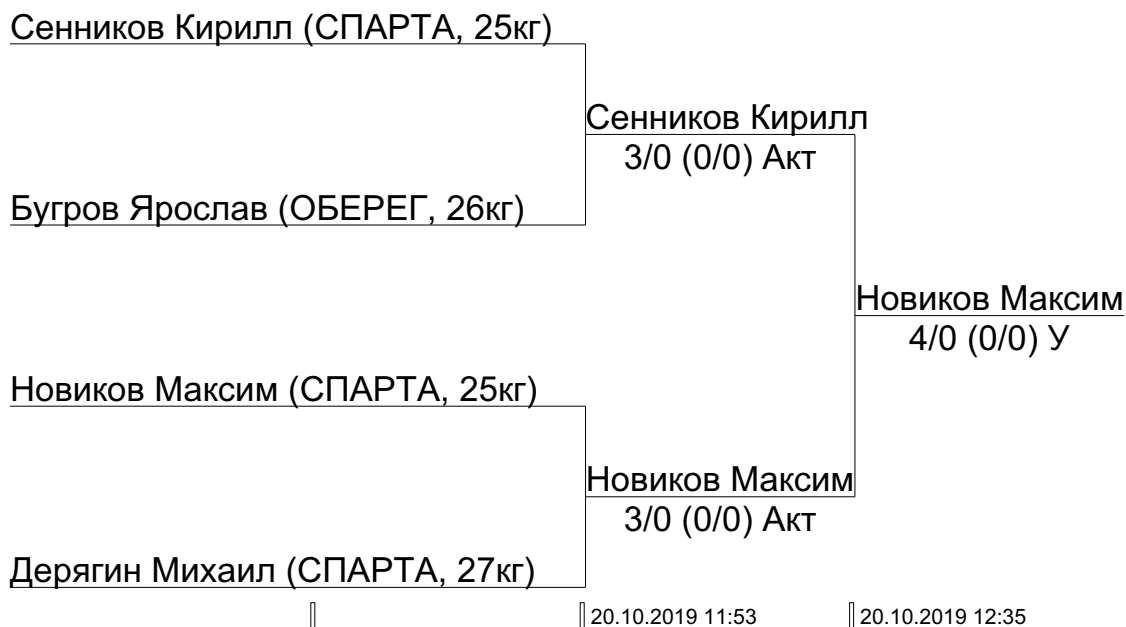 Сенников Кирилл (СПАРТА, 25кг)
Сенников Кирилл
3/0 (0/0) Акт
Бугров Ярослав (ОБЕРЕГ, 26кг)
Новиков Максим
4/0 (0/0) У
Новиков Максим (СПАРТА, 25кг)
Новиков Максим
3/0 (0/0) Акт
Дерягин Михаил (СПАРТА, 27кг)
20.10.2019 11:53
20.10.2019 12:35